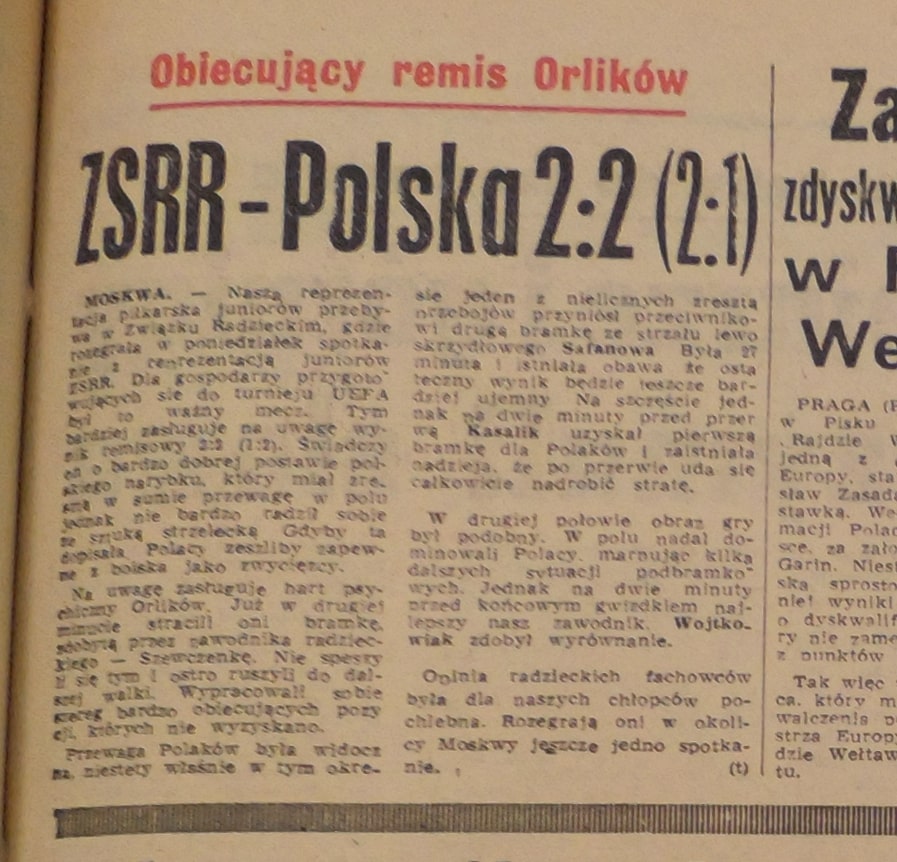 Obiecujący remis Orlików
ZSRR - Polska 2:2 (2:1)
MOSKWA. — Nasza reprezen-
tacja piłkarska juniorów przeby-
wa w Związku Radzieckim, gdzie
rozegrała w poniedziałek spotka-
nie z reprezentacją juniorów
ZSRR. Dla gospodarzy przygoto-
wujących sie do turnieju UEFA
był to ważny mecz. Tym
bardziej zasługuje na uwagę wy-
nik remisowy 2:2 (1:2). Świadczy
on o bardzo dobrej postawie pol-
skiego narybku, który miał zre-
sztą w sumie przewagę w polu
jednak nie bardzo radził sobie
ze sztuką strzelecką Gdyby ta
dopisała, Polacy zeszliby zapew-
ne z boiska jako zwycięzcy.
Na uwagę zasługuje hart psy-
chiczny Orlików. Już w drugiej
minucie stracili oni bramkę,
zdobytą przez zawodnika radziec-
kiego — Szewczenkę. Nie speszy
li się tym i ostro ruszyli do dal-
szej walki. Wypracowali sobie
szereg bardzo obiecujących pozy
cji, których nie wyzyskano.
Przewaga Polaków była widocz
na, niestety właśnie w tym okre-
sie jeden z nielicznych zresztą
przebojów przyniósł przeciwniko-
wi drugą bramkę ze strzału lewo
skrzydłowego Safanowa Była 27
minuta i istniała obawa że osta
teczny wynik będzie jeszcze bar-
dziej ujemny Na szczęście jed-
nak na dwie minuty przed przer
wą Kasalik uzyskał pierwszą
bramkę dla Polaków i zaistniała
nadzieja, że po przerwie uda się
całkowicie nadrobić stratę.
W drugiej połowie obraz gry
był podobny. W polu nadal do-
minowali Polacy, marnując kilka
dalszych sytuacji podbramko-
wych. Jednak na dwie minuty
przed końcowym gwizdkiem naj-
lepszy nasz zawodnik, Wojtko-
wiak zdobył wyrównanie.
Opinia radzieckich fachowców
była dla naszych chłopców po-
chlebna. Rozegrają oni w okoli-
cy Moskwy jeszcze jedno spotka-
nie. (t)
Za
zdyskw
w
We
PRAGA
w Pisku
Rajdzie
jedną z
Europy, sta
sław Zasada
stawką. We
macji Polac
sce, za zało
Garin. Niest
ska sprosto
niej wyniki
o dyskwalif
ry nie zame
z punktów
Tak więc
ca, który m
walczenia
strza Europ
dzie Wełtaw
tu.